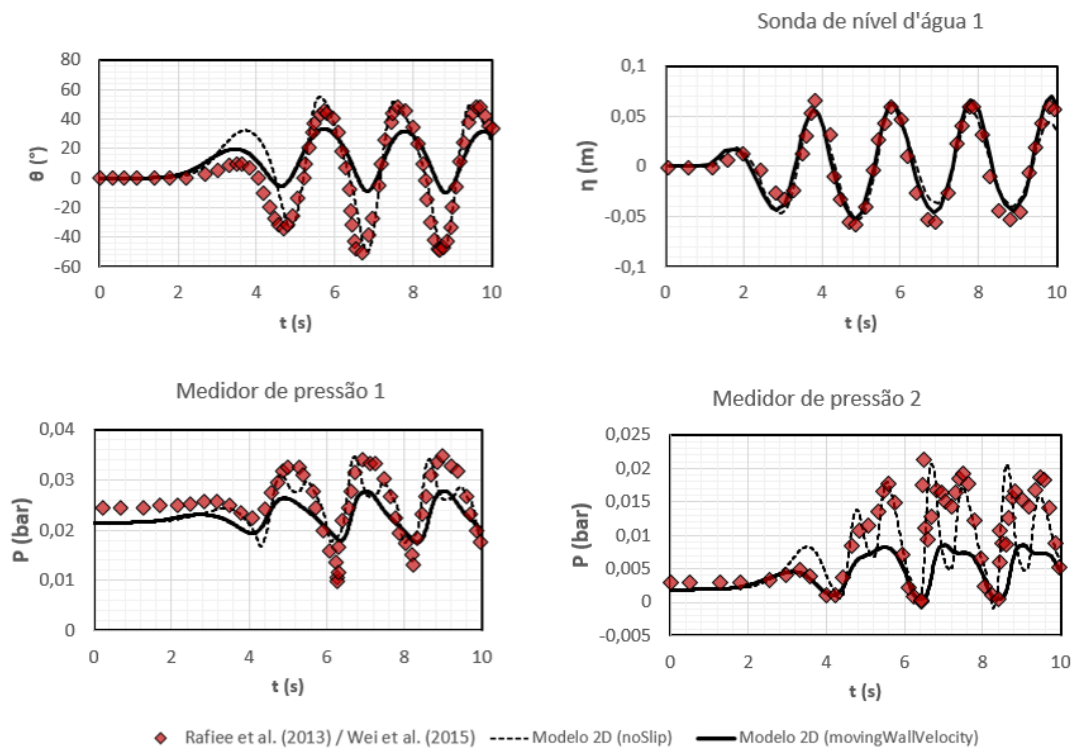 Sonda de nível d'água 1
80
60
40
20
0
-20
-40
-60
θ (°)
0 2 4 6 8 10
t (s)
0,1
0,05
0
-0,05
-0,1
η (m)
0 2 4 6 8 10
t (s)
Medidor de pressão 1
0,04
0,03
0,02
0,01
0
P (bar)
0 2 4 6 8 10
t (s)
Medidor de pressão 2
0,025
0,02
0,015
0,01
0,005
0
-0,005
P (bar)
0 2 4 6 8 10
t (s)
Rafiee et al. (2013) / Wei et al. (2015) Modelo 2D (noSlip) Modelo 2D (movingWallVelocity)